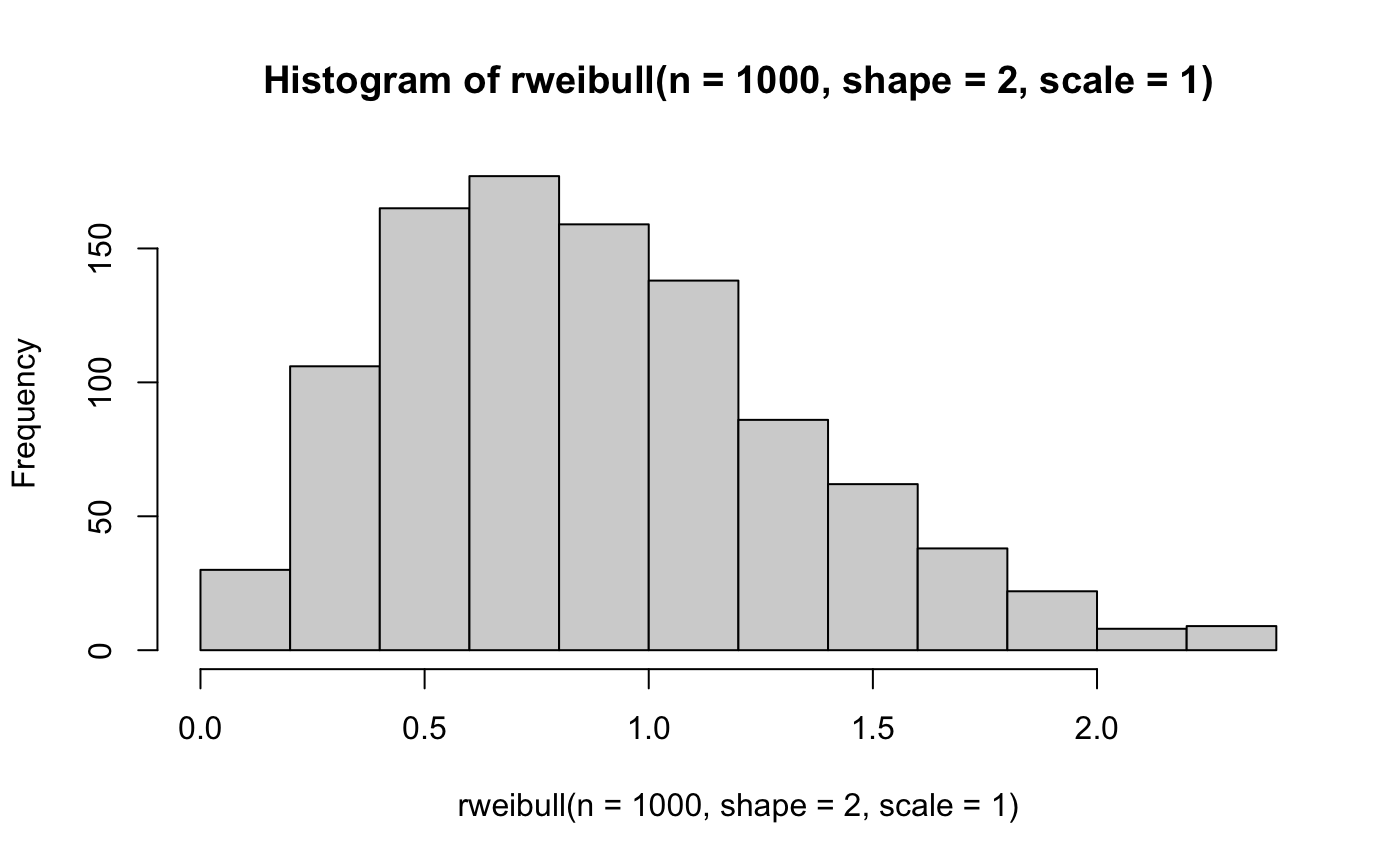 Histogram of rweibull(n = 1000, shape = 2, scale = 1)
Frequency
150
100
50
0
0.0 0.5 1.0 1.5 2.0
rweibull(n = 1000, shape = 2, scale = 1)